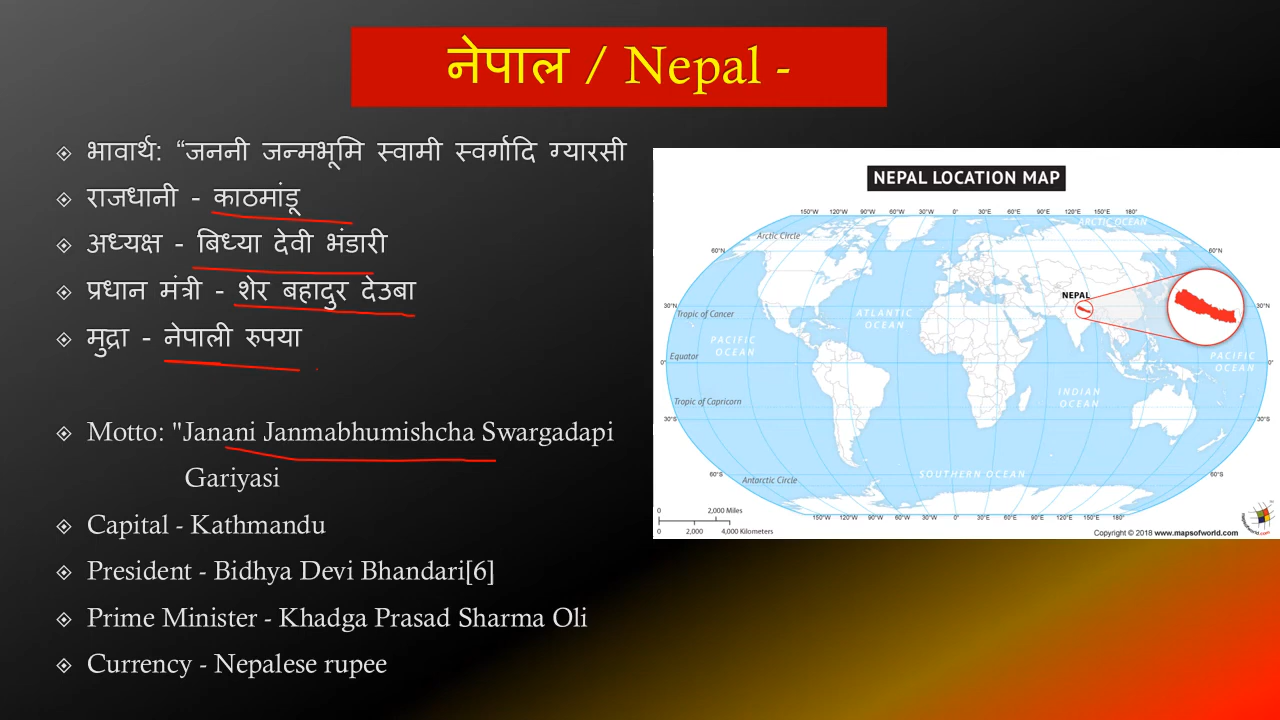 नेपाल / Nepal -
भावार्थ: “जननी जन्मभूमि स्वामी स्वर्गादि ग्यारसी
राजधानी - काठमांडू
अध्यक्ष - बिध्या देवी भंडारी
प्रधान मंत्री - शेर बहादुर देउबा
मुद्रा - नेपाली रुपया
Motto: "Janani Janmabhumishcha Swargadapi
Gariyasi
Capital - Kathmandu
President - Bidhya Devi Bhandari[6]
Prime Minister - Khadga Prasad Sharma Oli
Currency - Nepalese rupee
NEPAL LOCATION MAP
150°W 120°W 90°W 60°W 30°W 0° 30°E 60°E 90°E 120°E 150°E 180°
ARCTIC OCEAN
Arctic Circle
60°N 60°N
NEPAL
30°N 30°N
Tropic of Cancer
ATLANTIC
OCEAN
PACIFIC
OCEAN
PACIFIC
OCEAN
Equator
0° 0°
INDIAN
OCEAN
Tropic of Capricorn
30°S 30°S
SOUTHERN OCEAN
60°S 60°S
Antarctic Circle
150°W 120°W 90°W 60°W 30°W 0° 30°E 60°E 90°E 120°E 150°E 180°
0 2,000 Miles
0 2,000 4,000 Kilometers
Copyright © 2018 www.mapsofworld.com
mapsofworld.com